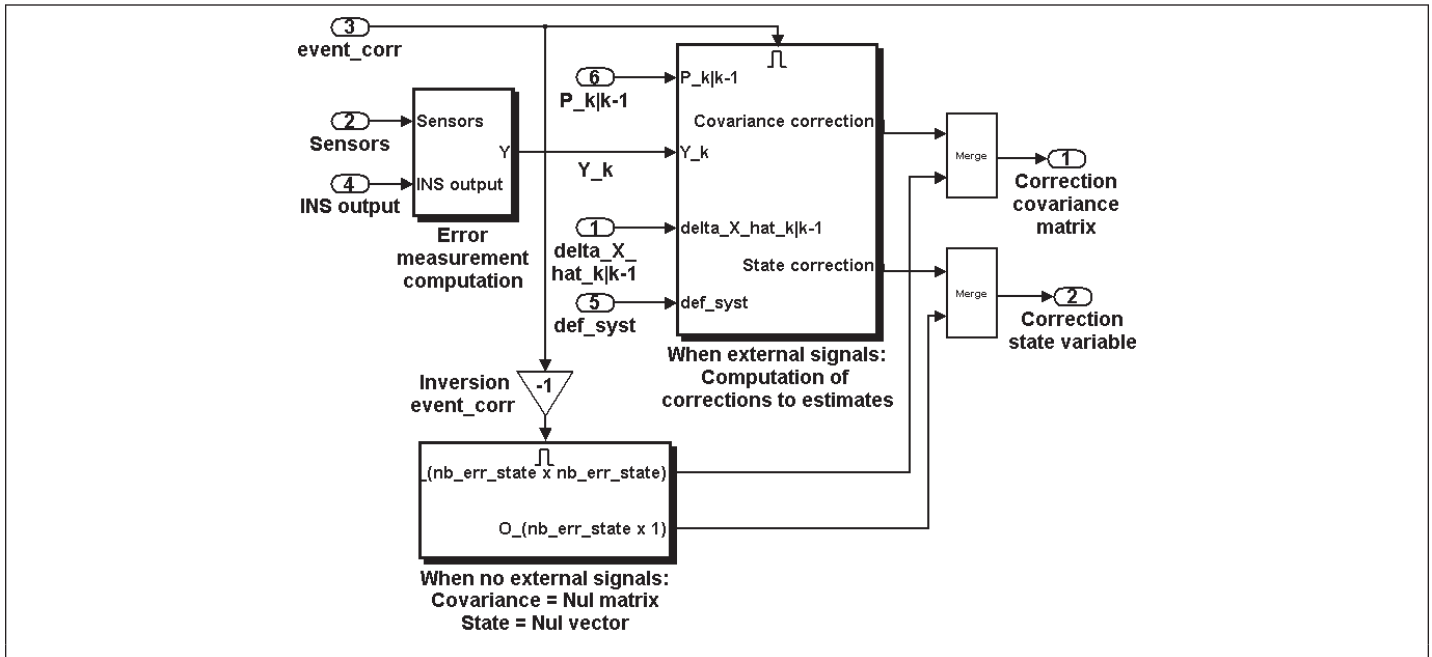 3
event_corr
6
P_k|k-1
P_k|k-1
Covariance correction
2
Sensors
Sensors
Y
Y_k
Y_k
4
INS output
INS output
Error
measurement
computation
1
delta_X_
hat_k|k-1
delta_X_hat_k|k-1
State correction
5
def_syst
def_syst
When external signals:
Computation of
corrections to estimates
Merge
1
Correction
covariance
matrix
Merge
2
Correction
state variable
Inversion
event_corr
-1
_(nb_err_state x nb_err_state)
O_(nb_err_state x 1)
When no external signals:
Covariance = Nul matrix
State = Nul vector